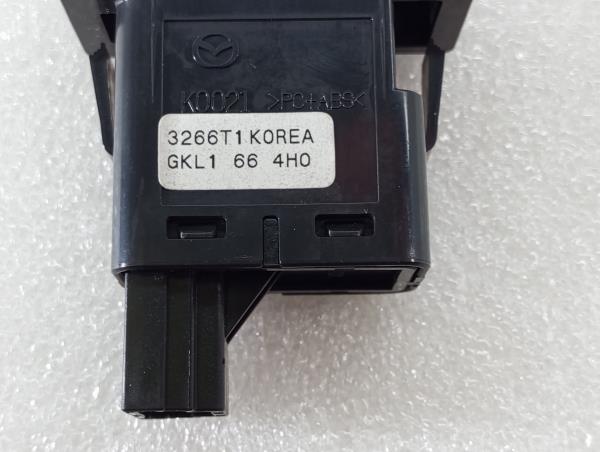 K0021 >PC+ABS<
3266T1KOREA
GKL1 66 4H0